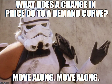 WHAT DOES A CHANGE IN
PRICE DO TO A DEMAND CURVE?
MOVE ALONG. MOVE ALONG.